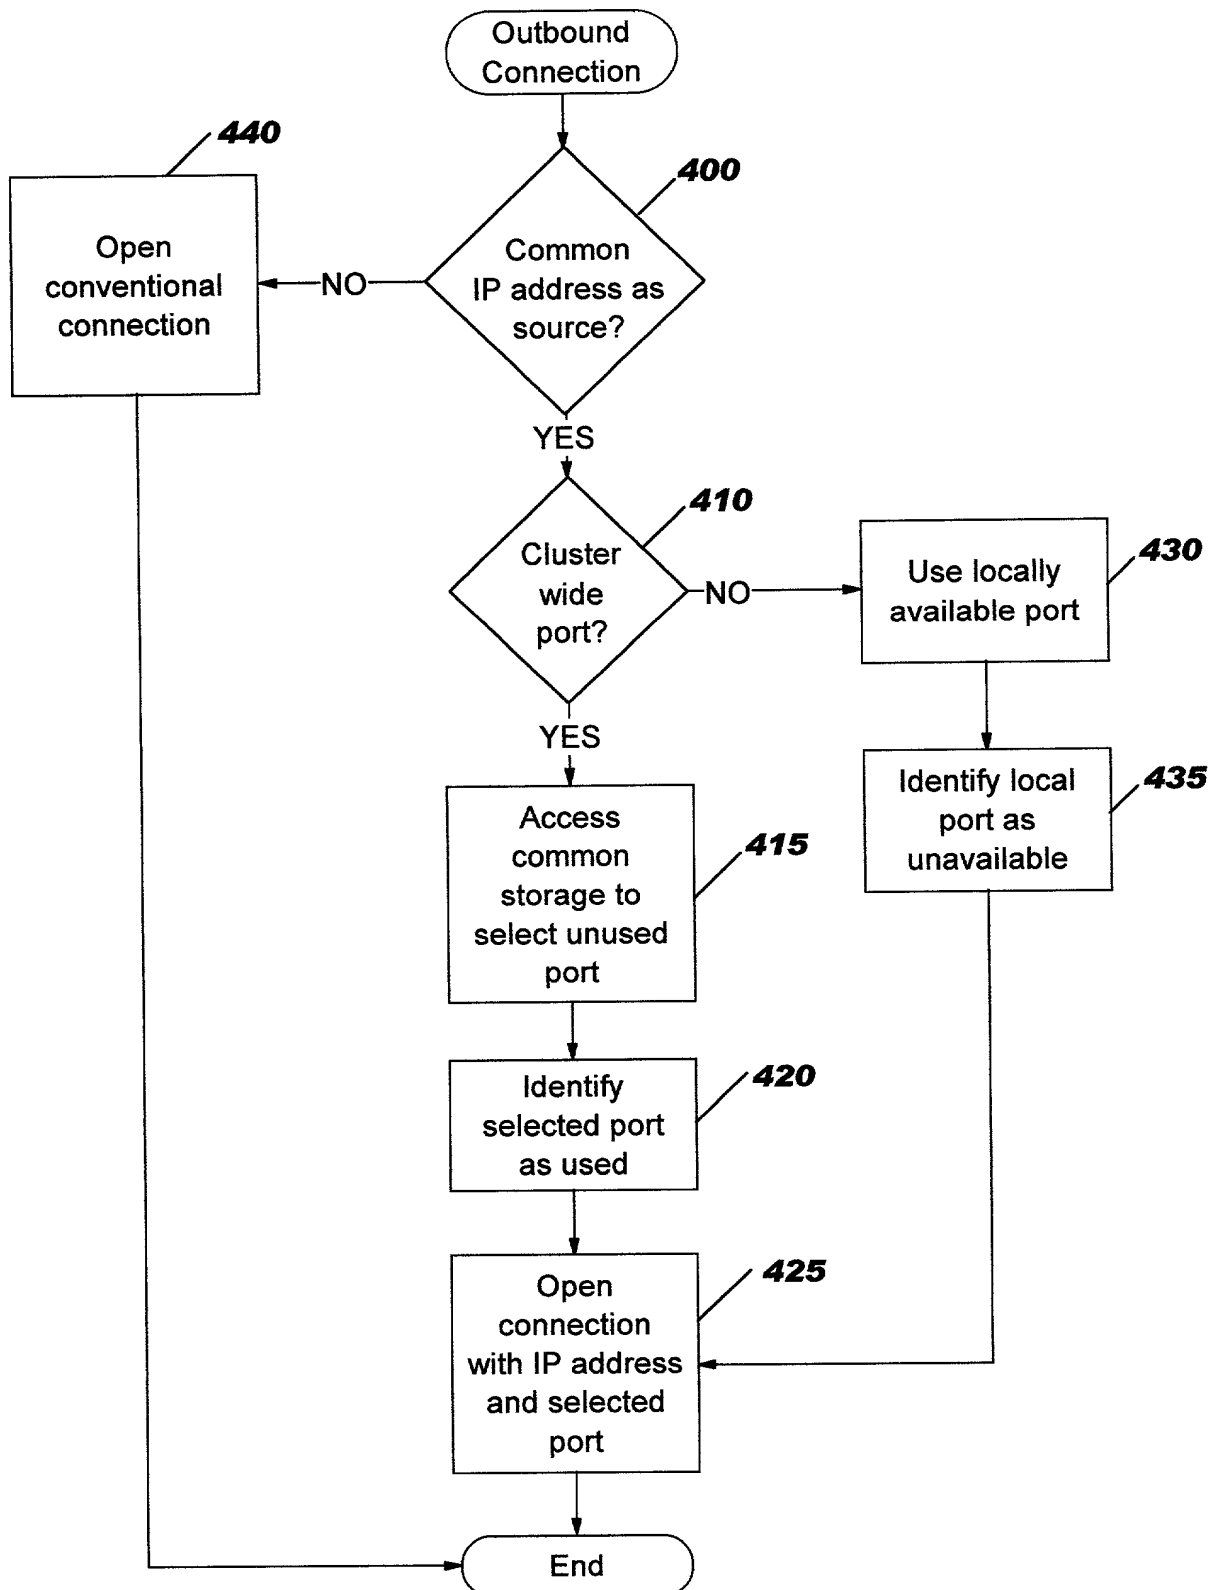 Outbound
Connection
440
400
Open
conventional
connection
NO
Common
IP address as
source?
YES
410
Cluster
wide
port?
NO
430
Use locally
available port
YES
435
Identify local
port as
unavailable
415
Access
common
storage to
select unused
port
420
Identify
selected port
as used
425
Open
connection
with IP address
and selected
port
End